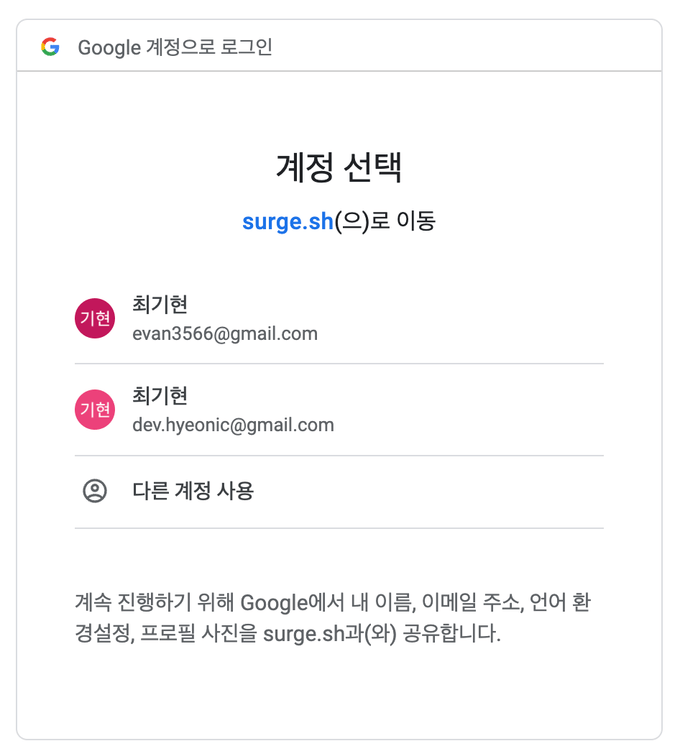 Google 계정으로 로그인
계정 선택
surge.sh(으)로 이동
기현
최기현
evan3566@gmail.com
기현
최기현
dev.hyeonic@gmail.com
다른 계정 사용
계속 진행하기 위해 Google에서 내 이름, 이메일 주소, 언어 환
경설정, 프로필 사진을 surge.sh과(와) 공유합니다.